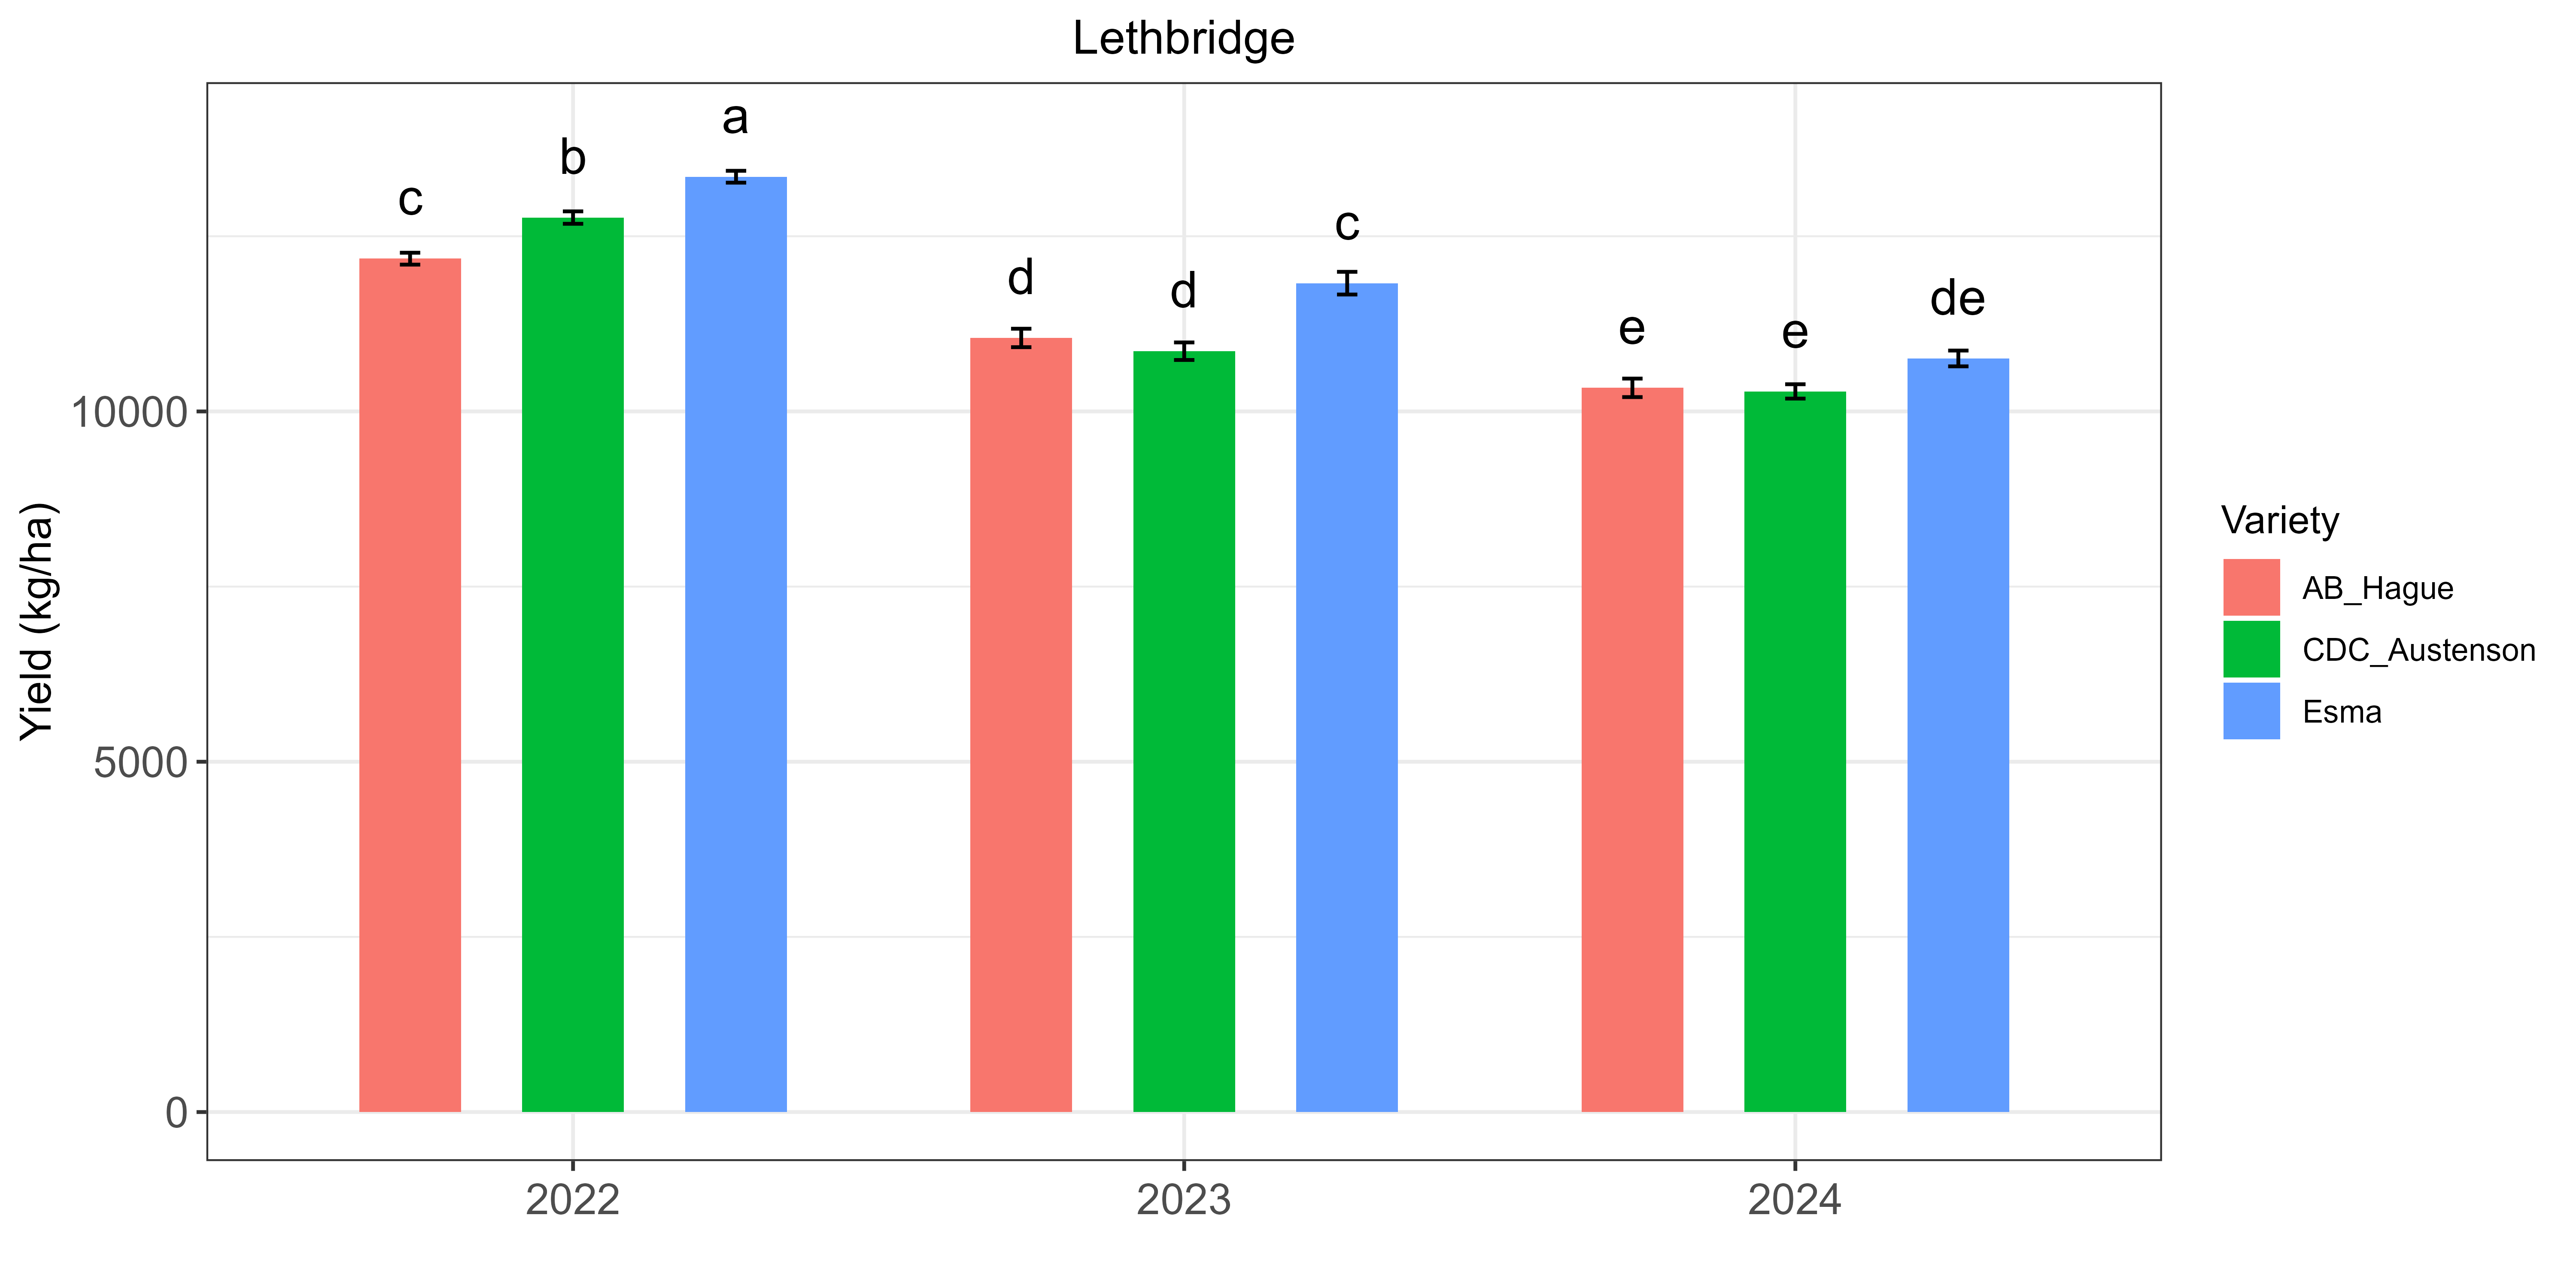 Lethbridge
a
b
c
c
d
d
de
e
e
10000
5000
0
Yield (kg/ha)
2022
2023
2024
Variety
AB_Hague
CDC_Austenson
Esma